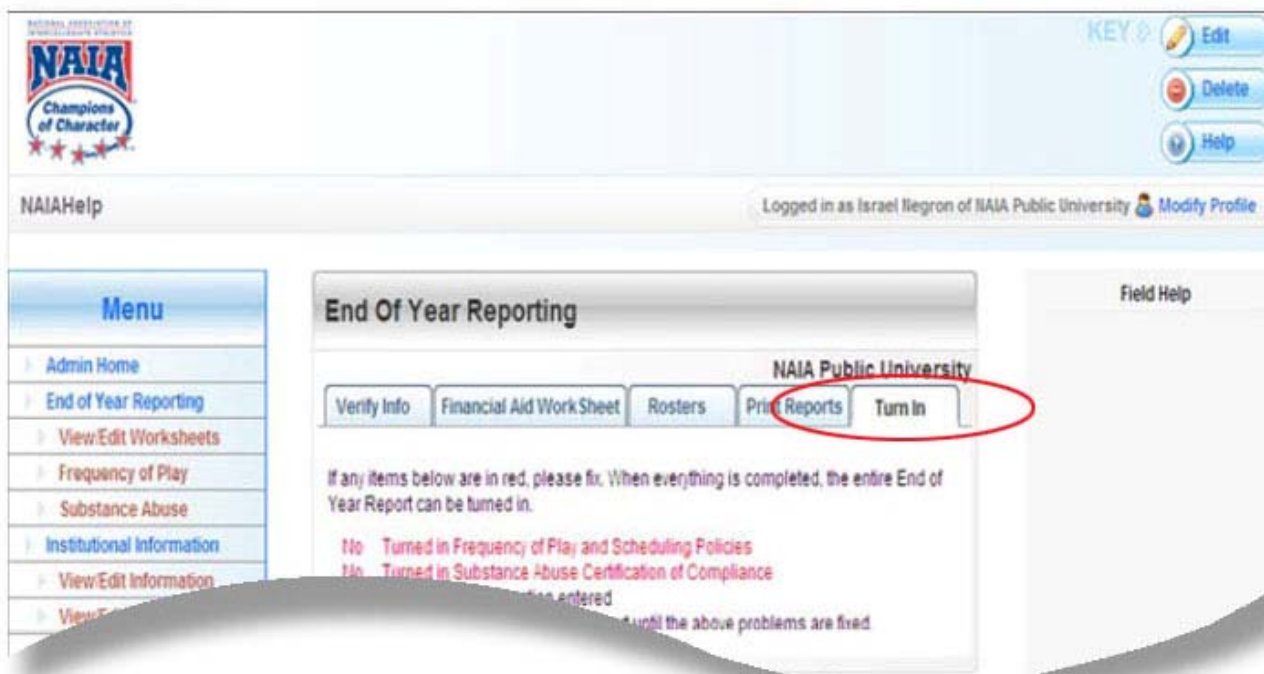 NATIONAL ASSOCIATION OF
INTERCOLLEGIATE ATHLETICS
NAIA
Champions
of Character
KEY
Edit
Delete
Help
NAIAHelp
Logged in as Israel Negron of NAIA Public University Modify Profile
Menu
Admin Home
End of Year Reporting
View/Edit Worksheets
Frequency of Play
Substance Abuse
Institutional Information
View/Edit Information
End Of Year Reporting
NAIA Public University
Verify Info Financial Aid WorkSheet Rosters Print Reports Turn In
If any items below are in red, please fix. When everything is completed, the entire End of
Year Report can be turned in.
No Turned in Frequency of Play and Scheduling Policies
No Turned in Substance Abuse Certification of Compliance
entered
until the above problems are fixed
Field Help